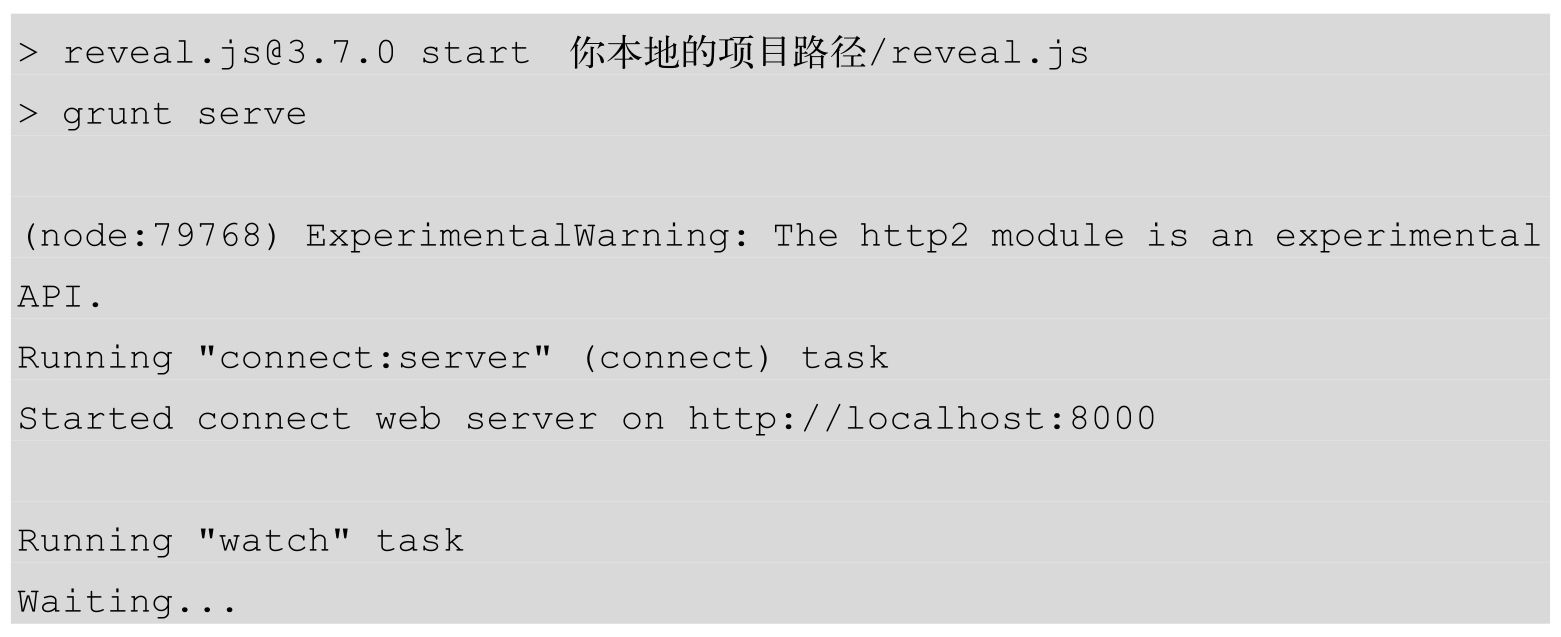 > reveal.js@3.7.0 start 你本地的项目路径/reveal.js
> grunt serve
(node:79768) ExperimentalWarning: The http2 module is an experimental
API.
Running "connect:server" (connect) task
Started connect web server on http://localhost:8000
Running "watch" task
Waiting...